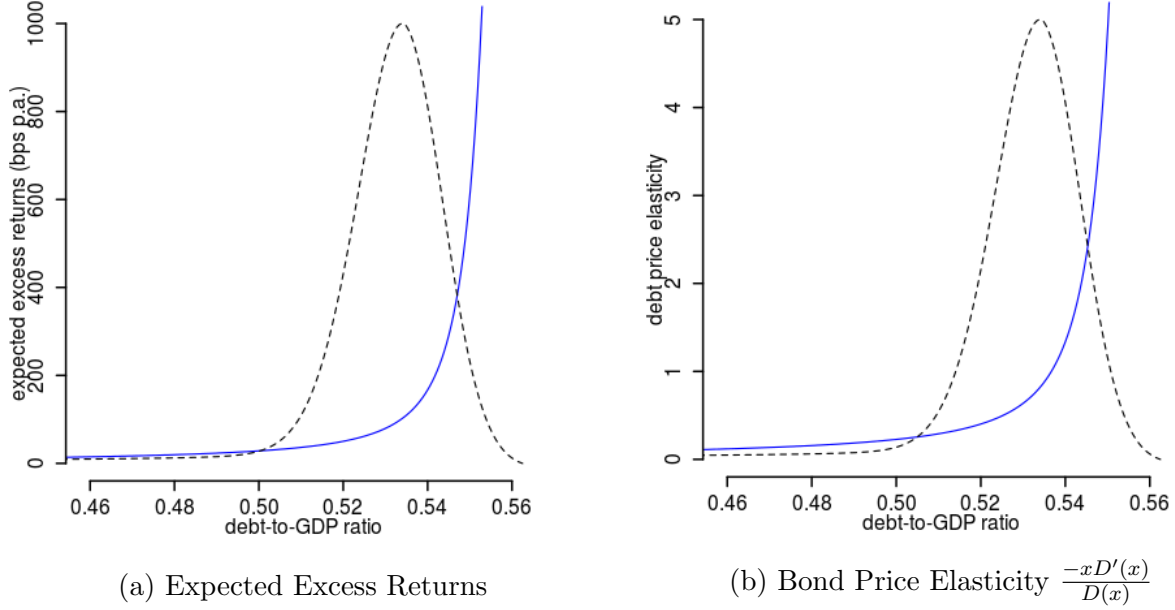 expected excess returns (bps p.a.)
1000
800
600
400
200
0
0.46 0.48 0.50 0.52 0.54 0.56
debt-to-GDP ratio
(a) Expected Excess Returns
debt price elasticity
5
4
3
2
1
0
0.46 0.48 0.50 0.52 0.54 0.56
debt-to-GDP ratio
(b) Bond Price Elasticity $\frac{-xD'(x)}{D(x)}$